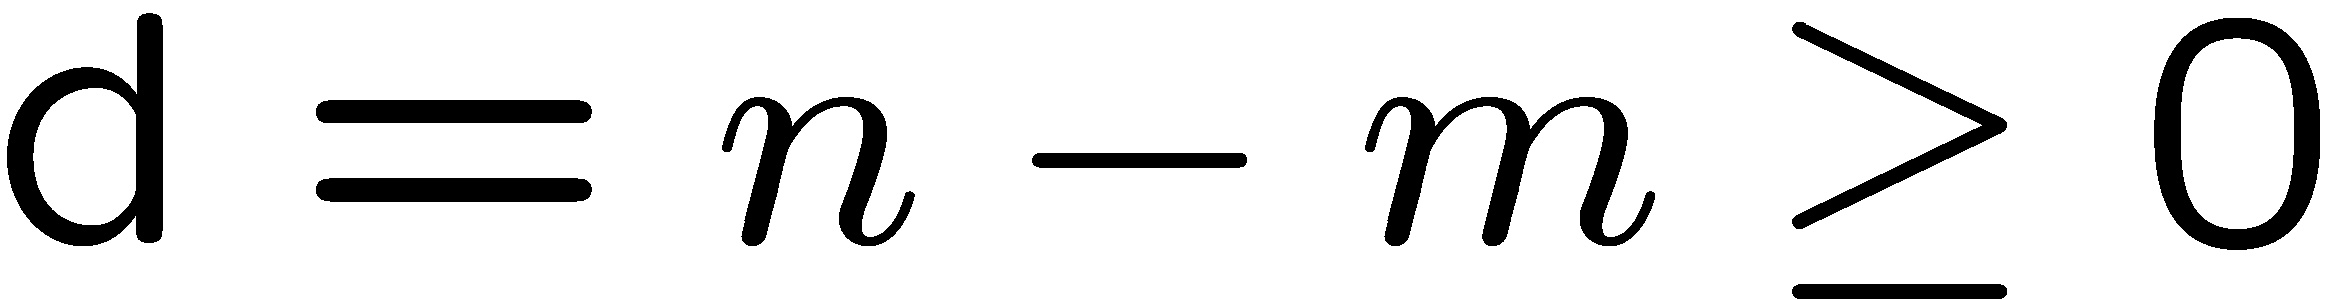 d = n − m ≥ 0